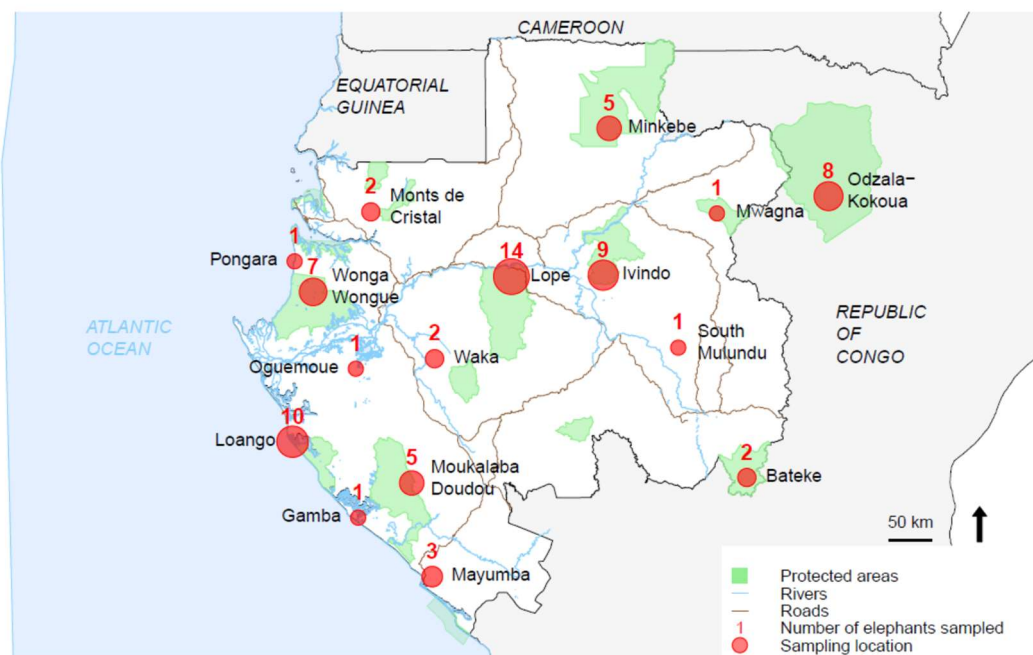 CAMEROON
EQUATORIAL
GUINEA
5
Minkebe
2
Monts de
Cristal
8
Odzala–
Kokoua
1
Mwagna
1
Pongara
7
Wonga
Wongue
14
Lope
9
Ivindo
REPUBLIC
OF
CONGO
ATLANTIC
OCEAN
1
Oguemoue
2
Waka
1
South
Mulundu
10
Loango
5
Moukalaba
Doudou
2
Bateke
1
Gamba
3
Mayumba
50 km
Protected areas
Rivers
Roads
1 Number of elephants sampled
Sampling location